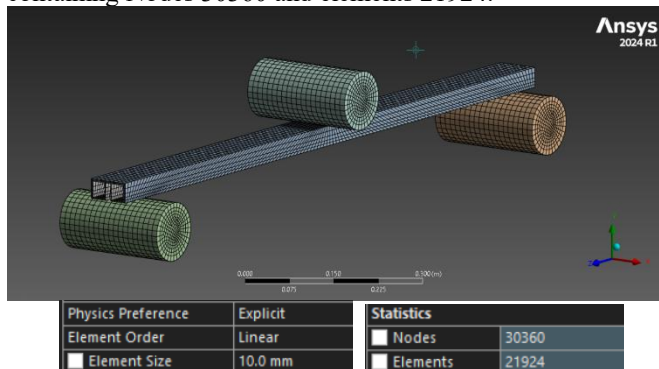 containing Nodes 30360 and elements 21924..
Ansys
2024 R1
0.000 0.150 0.300 (m)
0.075 0.225
Physics Preference Explicit
Element Order Linear
Element Size 10.0 mm
Statistics
Nodes 30360
Elements 21924